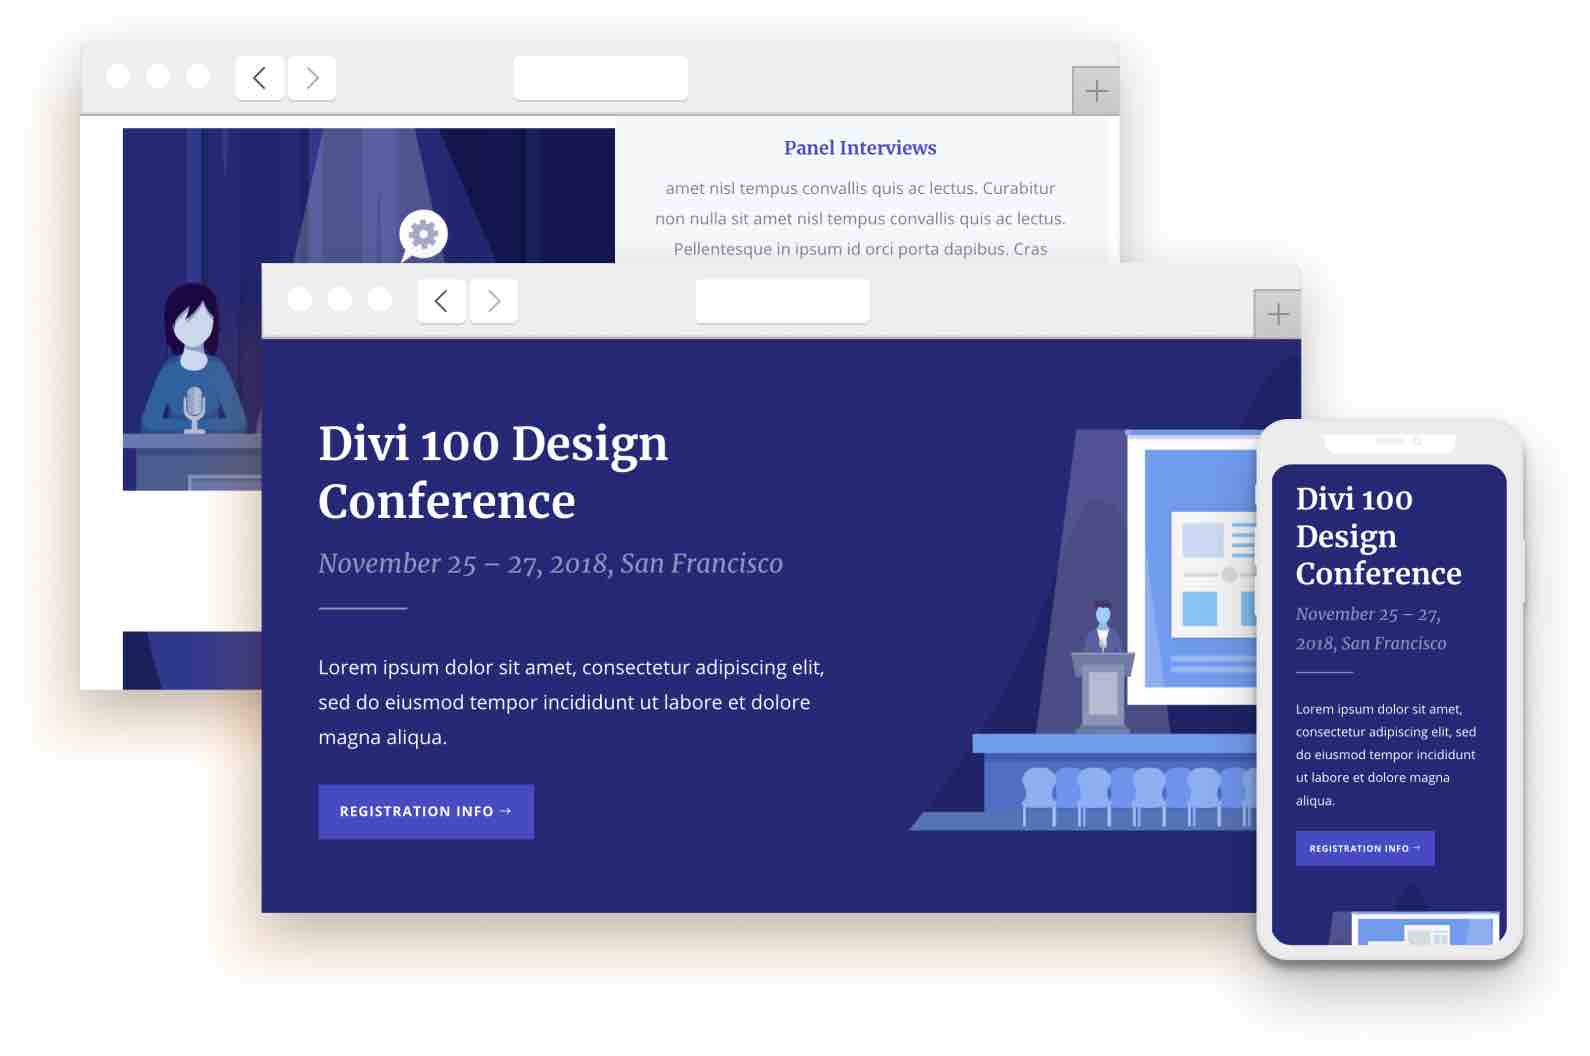 Panel Interviews
amet nisl tempus convallis quis ac lectus. Curabitur
non nulla sit amet nisl tempus convallis quis ac lectus.
Pellentesque in ipsum id orci porta dapibus. Cras
Divi 100 Design
Conference
November 25 – 27, 2018, San Francisco
Lorem ipsum dolor sit amet, consectetur adipiscing elit,
sed do eiusmod tempor incididunt ut labore et dolore
magna aliqua.
REGISTRATION INFO →
Divi 100
Design
Conference
November 25 – 27,
2018, San Francisco
Lorem ipsum dolor sit amet,
consectetur adipiscing elit, sed
do eiusmod tempor incididunt
ut labore et dolore magna
aliqua.
REGISTRATION INFO →